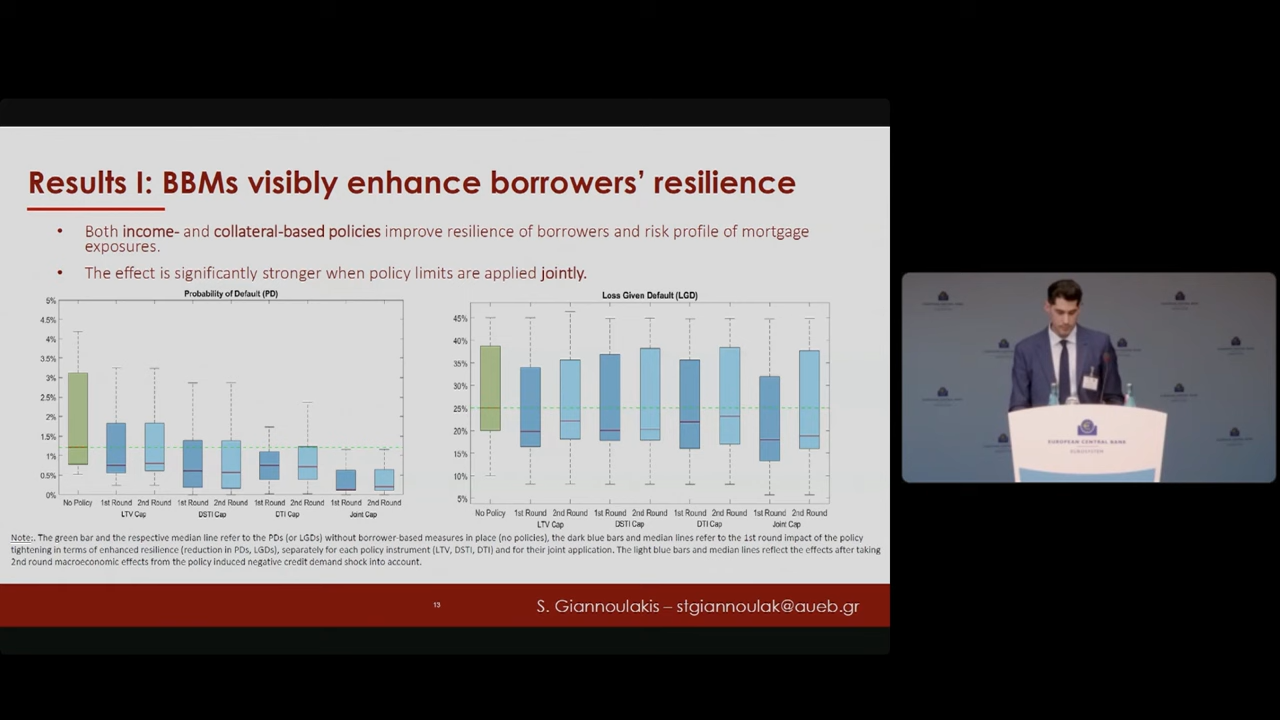 Results I: BBMs visibly enhance borrowers' resilience
• Both income- and collateral-based policies improve resilience of borrowers and risk profile of mortgage
exposures.
• The effect is significantly stronger when policy limits are applied jointly.
Probability of Default (PD)
5%
4.5%
4%
3.5%
3%
2.5%
2%
1.5%
1%
0.5%
0%
No Policy 1st Round 2nd Round 1st Round 2nd Round 1st Round 2nd Round 1st Round 2nd Round
LTV Cap DSTI Cap DTI Cap Joint Cap
Loss Given Default (LGD)
45%
40%
35%
30%
25%
20%
15%
10%
5%
No Policy 1st Round 2nd Round 1st Round 2nd Round 1st Round 2nd Round 1st Round 2nd Round
LTV Cap DSTI Cap DTI Cap Joint Cap
Note:. The green bar and the respective median line refer to the PDs (or LGDs) without borrower-based measures in place (no policies), the dark blue bars and median lines refer to the 1st round impact of the policy
tightening in terms of enhanced resilience (reduction in PDs, LGDs), separately for each policy instrument (LTV, DSTI, DTI) and for their joint application. The light blue bars and median lines reflect the effects after taking
2nd round macroeconomic effects from the policy induced negative credit demand shock into account.
13
S. Giannoulakis – stgiannoulak@aueb.gr
EUROPEAN CENTRAL BANK
EUROSYSTEM